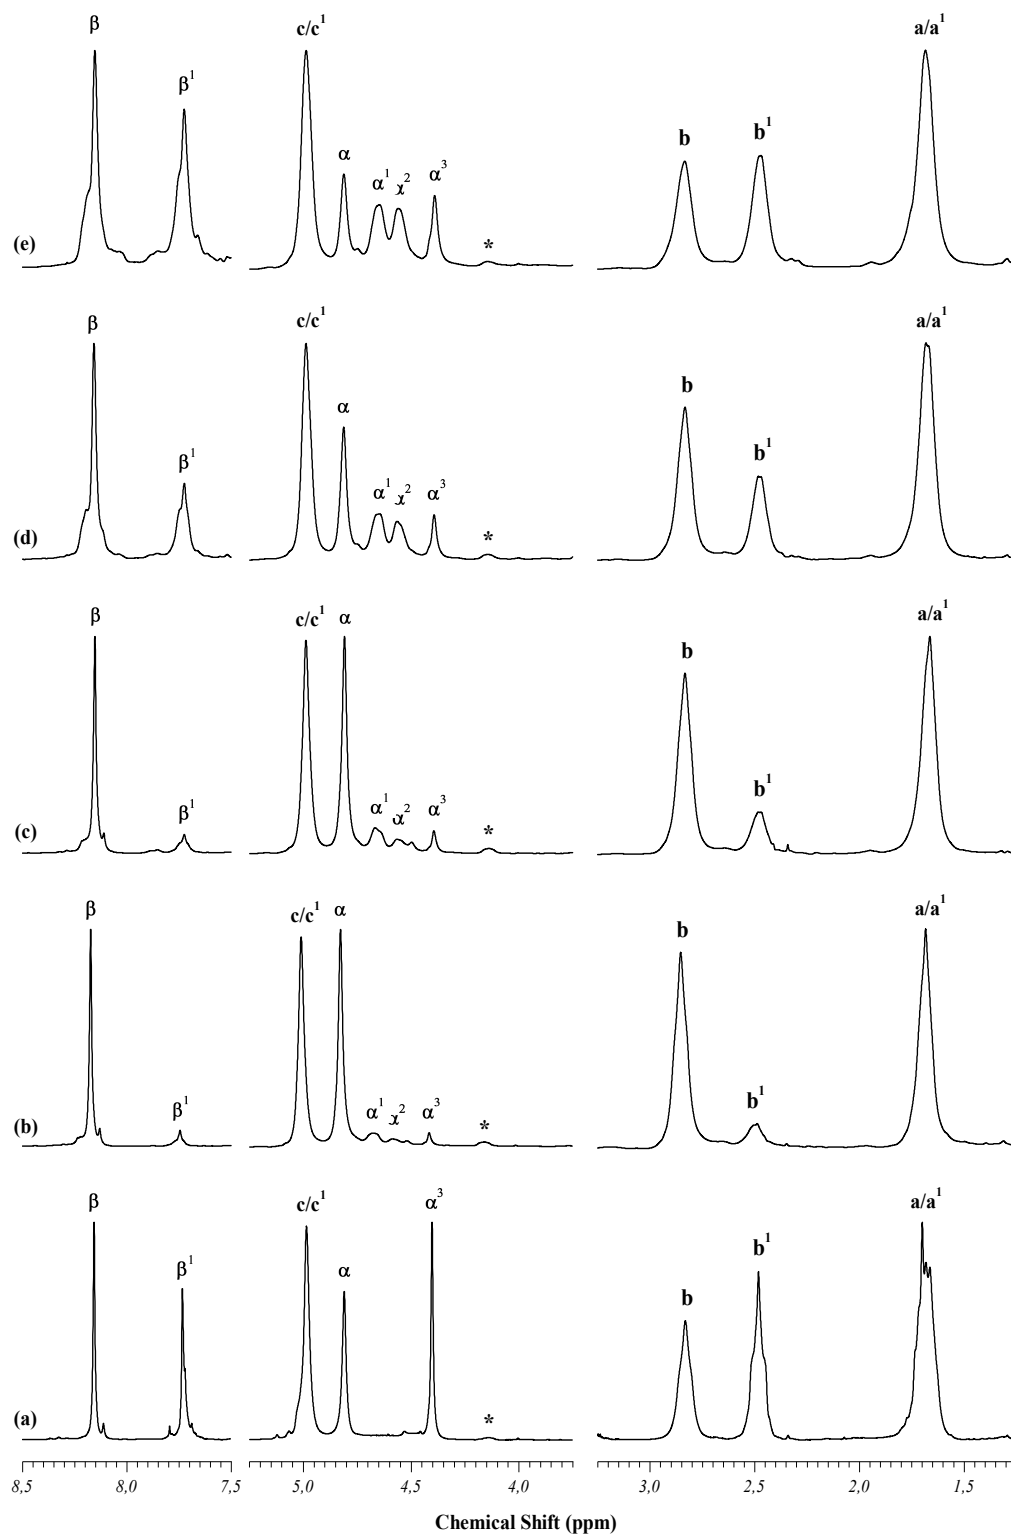 β c/c¹ a/a¹
β¹ b b¹
α α¹ χ² α³
(e) *
β c/c¹ a/a¹
α b
β¹ α¹ χ² α³ b¹
(d) *
β c/c¹ α a/a¹
b
β¹ α¹ α² α³ b¹
(c) *
β c/c¹ α a/a¹
b
β¹ α¹ χ² α³ b¹
(b) *
β c/c¹ α³ a/a¹
β¹ α b b¹
(a) *
8,5 8,0 7,5 5,0 4,5 4,0 3,0 2,5 2,0 1,5
Chemical Shift (ppm)